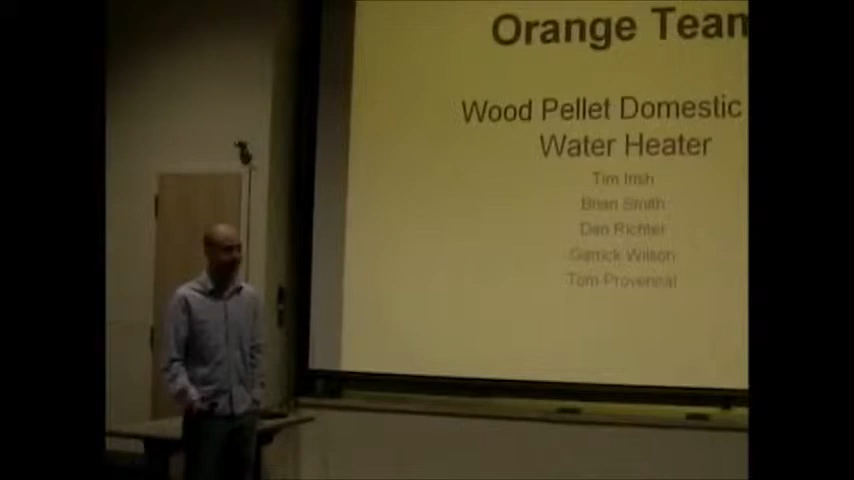 Orange Team
Wood Pellet Domestic
Water Heater
Tim Irish
Brian Smith
Dan Richter
Garrick Wilson
Tom Provencal